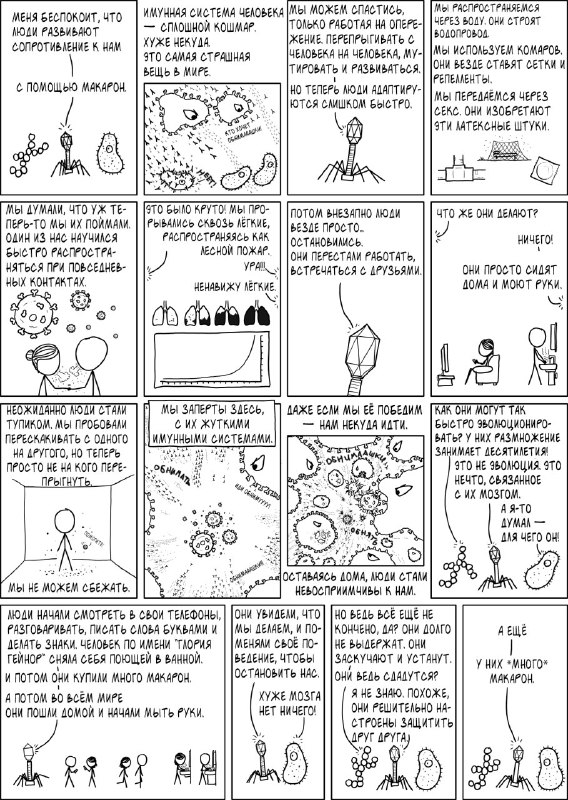 МЕНЯ БЕСПОКОИТ, ЧТО
ЛЮДИ РАЗВИВАЮТ
СОПРОТИВЛЕНИЕ К НАМ
С ПОМОЩЬЮ МАКАРОН.
ИМУННАЯ СИСТЕМА ЧЕЛОВЕКА
— СПЛОШНОЙ КОШМАР.
ХУЖЕ НЕКУДА.
ЭТО САМАЯ СТРАШНАЯ
ВЕЩЬ В МИРЕ.
КТО ХОЧЕТ
ОБНИМАШКИ
МЫ МОЖЕМ СПАСТИСЬ,
ТОЛЬКО РАБОТАЯ НА ОПЕРЕ-
ЖЕНИЕ. ПЕРЕПРЫГИВАТЬ С
ЧЕЛОВЕКА НА ЧЕЛОВЕКА, МУ-
ТИРОВАТЬ И РАЗВИВАТЬСЯ.
НО ТЕПЕРЬ ЛЮДИ АДАПТИРУ-
ЮТСЯ СЛИШКОМ БЫСТРО.
МЫ РАСПРОСТРАНЯЕМСЯ
ЧЕРЕЗ ВОДУ. ОНИ СТРОЯТ
ВОДОПРОВОД.
МЫ ИСПОЛЬЗУЕМ КОМАРОВ.
ОНИ ВЕЗДЕ СТАВЯТ СЕТКИ И
РЕПЕЛЛЕНТЫ.
МЫ ПЕРЕДАЁМСЯ ЧЕРЕЗ
СЕКС. ОНИ ИЗОБРЕТАЮТ
ЭТИ ЛАТЕКСНЫЕ ШТУКИ.
МЫ ДУМАЛИ, ЧТО УЖ ТЕ-
ПЕРЬ-ТО МЫ ИХ ПОЙМАЛИ.
ОДИН ИЗ НАС НАУЧИЛСЯ
БЫСТРО РАСПРОСТРА-
НЯТЬСЯ ПРИ ПОВСЕДНЕВ-
НЫХ КОНТАКТАХ.
ЭТО БЫЛО КРУТО! МЫ ПРО-
РЫВАЛИСЬ СКВОЗЬ ЛЁГКИЕ,
РАСПРОСТРАНЯЯСЬ КАК
ЛЕСНОЙ ПОЖАР.
УРА!!!
НЕНАВИЖУ ЛЁГКИЕ.
ПОТОМ ВНЕЗАПНО ЛЮДИ
ВЕЗДЕ ПРОСТО...
ОСТАНОВИЛИСЬ.
ОНИ ПЕРЕСТАЛИ РАБОТАТЬ,
ВСТРЕЧАТЬСЯ С ДРУЗЬЯМИ.
ЧТО ЖЕ ОНИ ДЕЛАЮТ?
НИЧЕГО!
ОНИ ПРОСТО СИДЯТ
ДОМА И МОЮТ РУКИ.
НЕОЖИДАННО ЛЮДИ СТАЛИ
ТУПИКОМ. МЫ ПРОБОВАЛИ
ПЕРЕСКАКИВАТЬ С ОДНОГО
НА ДРУГОГО, НО ТЕПЕРЬ
ПРОСТО НЕ НА КОГО ПЕРЕ-
ПРЫГНУТЬ.
МЫ НЕ МОЖЕМ СБЕЖАТЬ.
МЫ ЗАПЕРТЫ ЗДЕСЬ,
С ИХ ЖУТКИМИ
ИМУННЫМИ СИСТЕМАМИ.
ОБНИМАТЬ
ДАЖЕ ЕСЛИ МЫ ЕЁ ПОБЕДИМ
— НАМ НЕКУДА ИДТИ.
ОБНИМАШКИ
ОБНЯТЬ
ОСТАВАЯСЬ ДОМА, ЛЮДИ СТАЛИ
НЕВОСПРИИМЧИВЫ К НАМ.
КАК ОНИ МОГУТ ТАК
БЫСТРО ЭВОЛЮЦИОНИРО-
ВАТЬ? У НИХ РАЗМНОЖЕНИЕ
ЗАНИМАЕТ ДЕСЯТИЛЕТИЯ!
ЭТО НЕ ЭВОЛЮЦИЯ. ЭТО
НЕЧТО, СВЯЗАННОЕ
С ИХ МОЗГОМ.
А Я-ТО
ДУМАЛ —
ДЛЯ ЧЕГО ОН!
ЛЮДИ НАЧАЛИ СМОТРЕТЬ В СВОИ ТЕЛЕФОНЫ,
РАЗГОВАРИВАТЬ, ПИСАТЬ СЛОВА БУКВАМИ И
ДЕЛАТЬ ЗНАКИ. ЧЕЛОВЕК ПО ИМЕНИ "ГЛОРИЯ
ГЕЙНОР" СНЯЛА СЕБЯ ПОЮЩЕЙ В ВАННОЙ.
И ПОТОМ ОНИ КУПИЛИ МНОГО МАКАРОН.
А ПОТОМ ВО ВСЁМ МИРЕ
ОНИ ПОШЛИ ДОМОЙ И НАЧАЛИ МЫТЬ РУКИ.
ОНИ УВИДЕЛИ, ЧТО
МЫ ДЕЛАЕМ, И ПО-
МЕНЯЛИ СВОЁ ПО-
ВЕДЕНИЕ, ЧТОБЫ
ОСТАНОВИТЬ НАС.
ХУЖЕ МОЗГА
НЕТ НИЧЕГО!
НО ВЕДЬ ВСЁ ЕЩЁ НЕ
КОНЧЕНО, ДА? ОНИ ДОЛГО
НЕ ВЫДЕРЖАТ. ОНИ
ЗАСКУЧАЮТ И УСТАНУТ.
ОНИ ВЕДЬ СДАДУТСЯ?
Я НЕ ЗНАЮ. ПОХОЖЕ,
ОНИ РЕШИТЕЛЬНО НА-
СТРОЕНЫ ЗАЩИТИТЬ
ДРУГ ДРУГА.
А ЕЩЁ
У НИХ *МНОГО*
МАКАРОН.